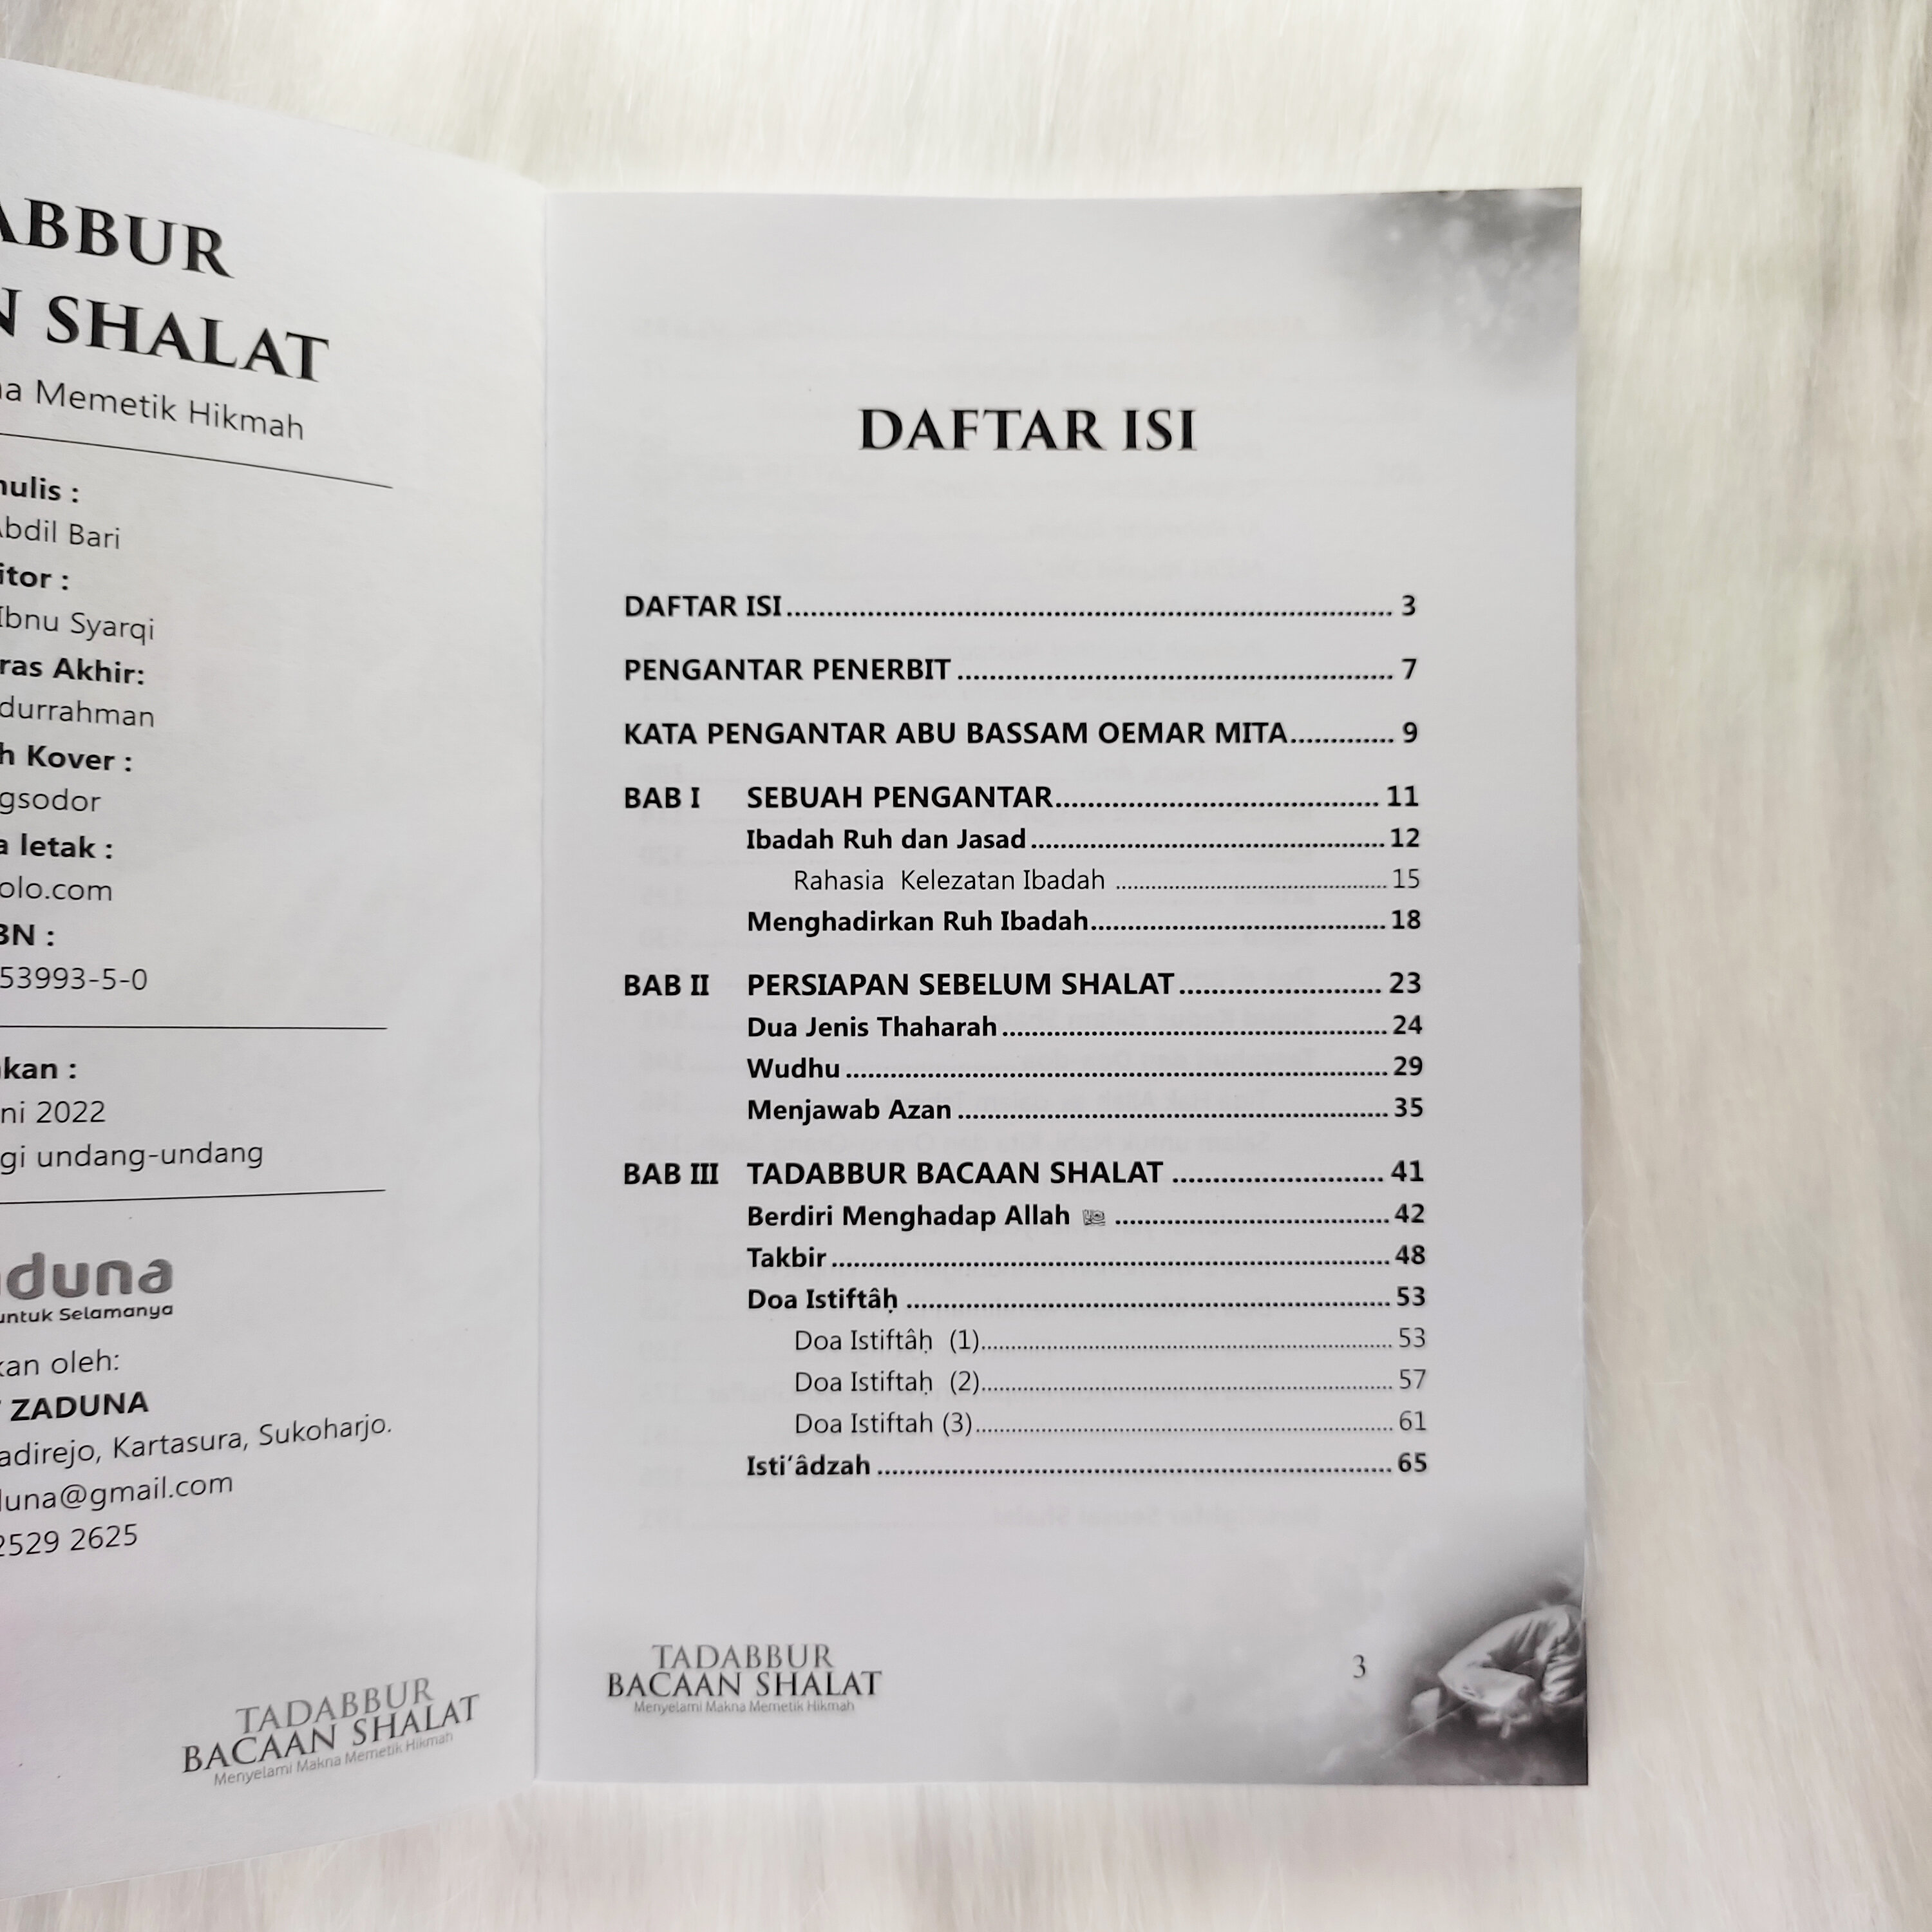 ABBUR
N SHALAT
na Memetik Hikmah
nulis :
Abdil Bari
itor :
Ibnu Syarqi
ras Akhir:
durrahman
h Kover :
gsodor
a letak :
olo.com
BN :
53993-5-0
kan :
ni 2022
gi undang-undang
aduna
untuk Selamanya
kan oleh:
ZADUNA
adirejo, Kartasura, Sukoharjo.
duna@gmail.com
2529 2625
TADABBUR
BACAAN SHALAT
Menyelami Makna Memetik Hikmah
DAFTAR ISI
DAFTAR ISI 3
PENGANTAR PENERBIT 7
KATA PENGANTAR ABU BASSAM OEMAR MITA 9
BAB I SEBUAH PENGANTAR 11
Ibadah Ruh dan Jasad 12
Rahasia Kelezatan Ibadah 15
Menghadirkan Ruh Ibadah 18
BAB II PERSIAPAN SEBELUM SHALAT 23
Dua Jenis Thaharah 24
Wudhu 29
Menjawab Azan 35
BAB III TADABBUR BACAAN SHALAT 41
Berdiri Menghadap Allah 42
Takbir 48
Doa Istiftâḥ 53
Doa Istiftâḥ (1) 53
Doa Istiftaḥ (2) 57
Doa Istiftah (3) 61
Isti'âdzah 65
TADABBUR
BACAAN SHALAT
Menyelami Makna Memetik Hikmah
3